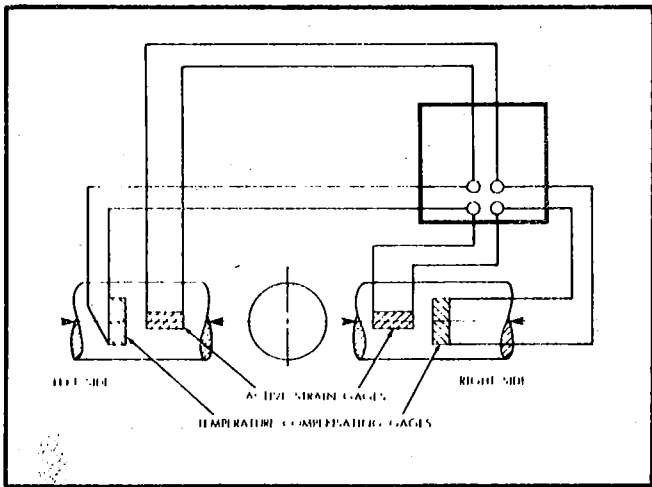 LEFT SIDE
RIGHT SIDE
ACTIVE STRAIN GAGES
TEMPERATURE COMPENSATING GAGES